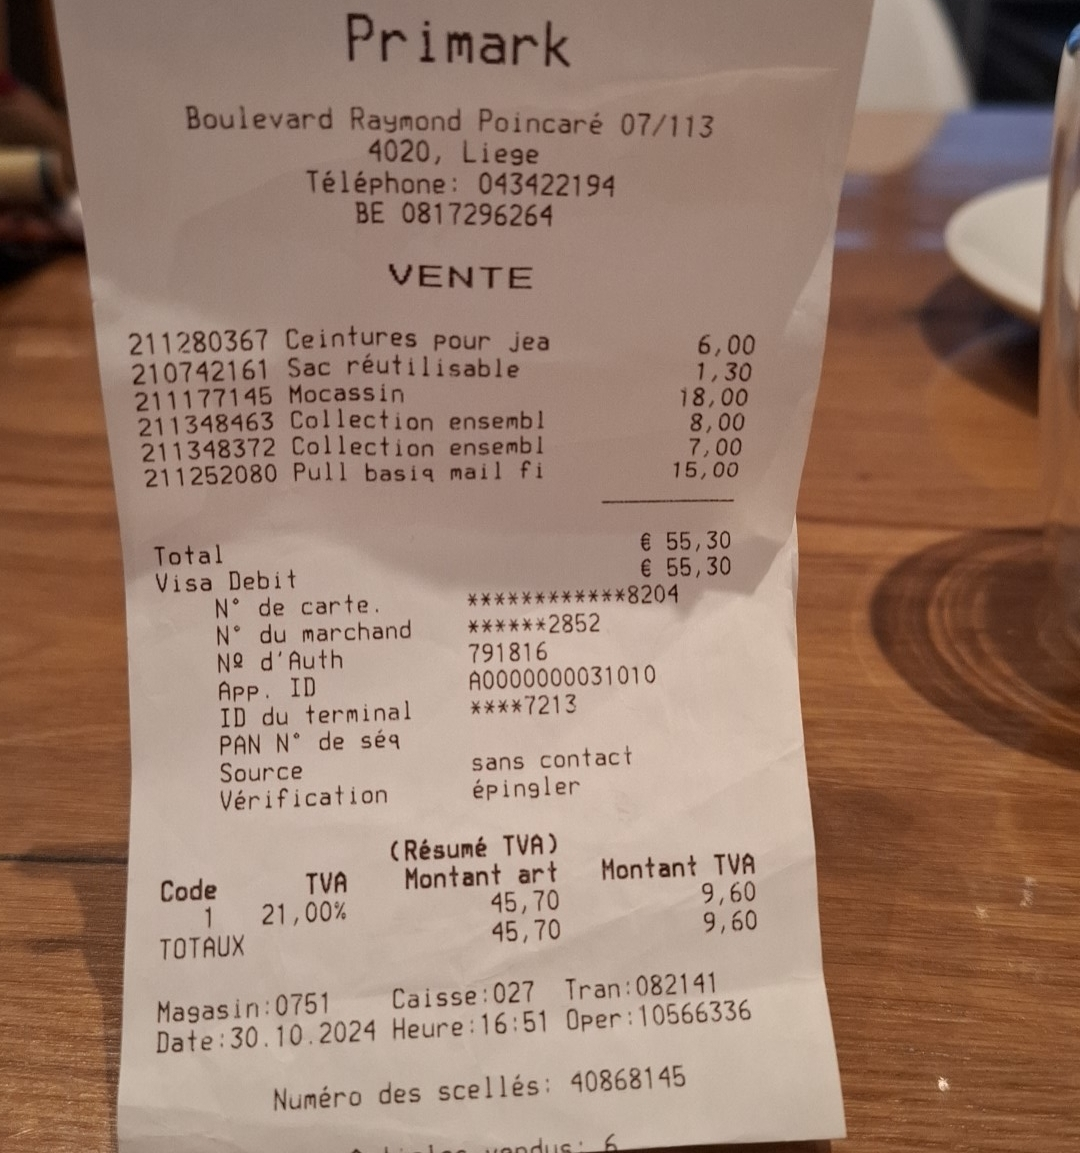 Primark
Boulevard Raymond Poincaré 07/113
4020, Liege
Téléphone: 043422194
BE 0817296264
VENTE
211280367 Ceintures pour jea 6,00
210742161 Sac réutilisable 1,30
211177145 Mocassin 18,00
211348463 Collection ensembl 8,00
211348372 Collection ensembl 7,00
211252080 Pull basiq mail fi 15,00
Total € 55,30
Visa Debit € 55,30
N° de carte. ************8204
N° du marchand ******2852
Nº d'Auth 791816
App. ID A0000000031010
ID du terminal ****7213
PAN N° de séq
Source sans contact
Vérification épingler
(Résumé TVA)
Code TVA Montant art Montant TVA
1 21,00% 45,70 9,60
TOTAUX 45,70 9,60
Magasin:0751 Caisse:027 Tran:082141
Date:30.10.2024 Heure:16:51 Oper:10566336
Numéro des scellés: 40868145
vendus: 6